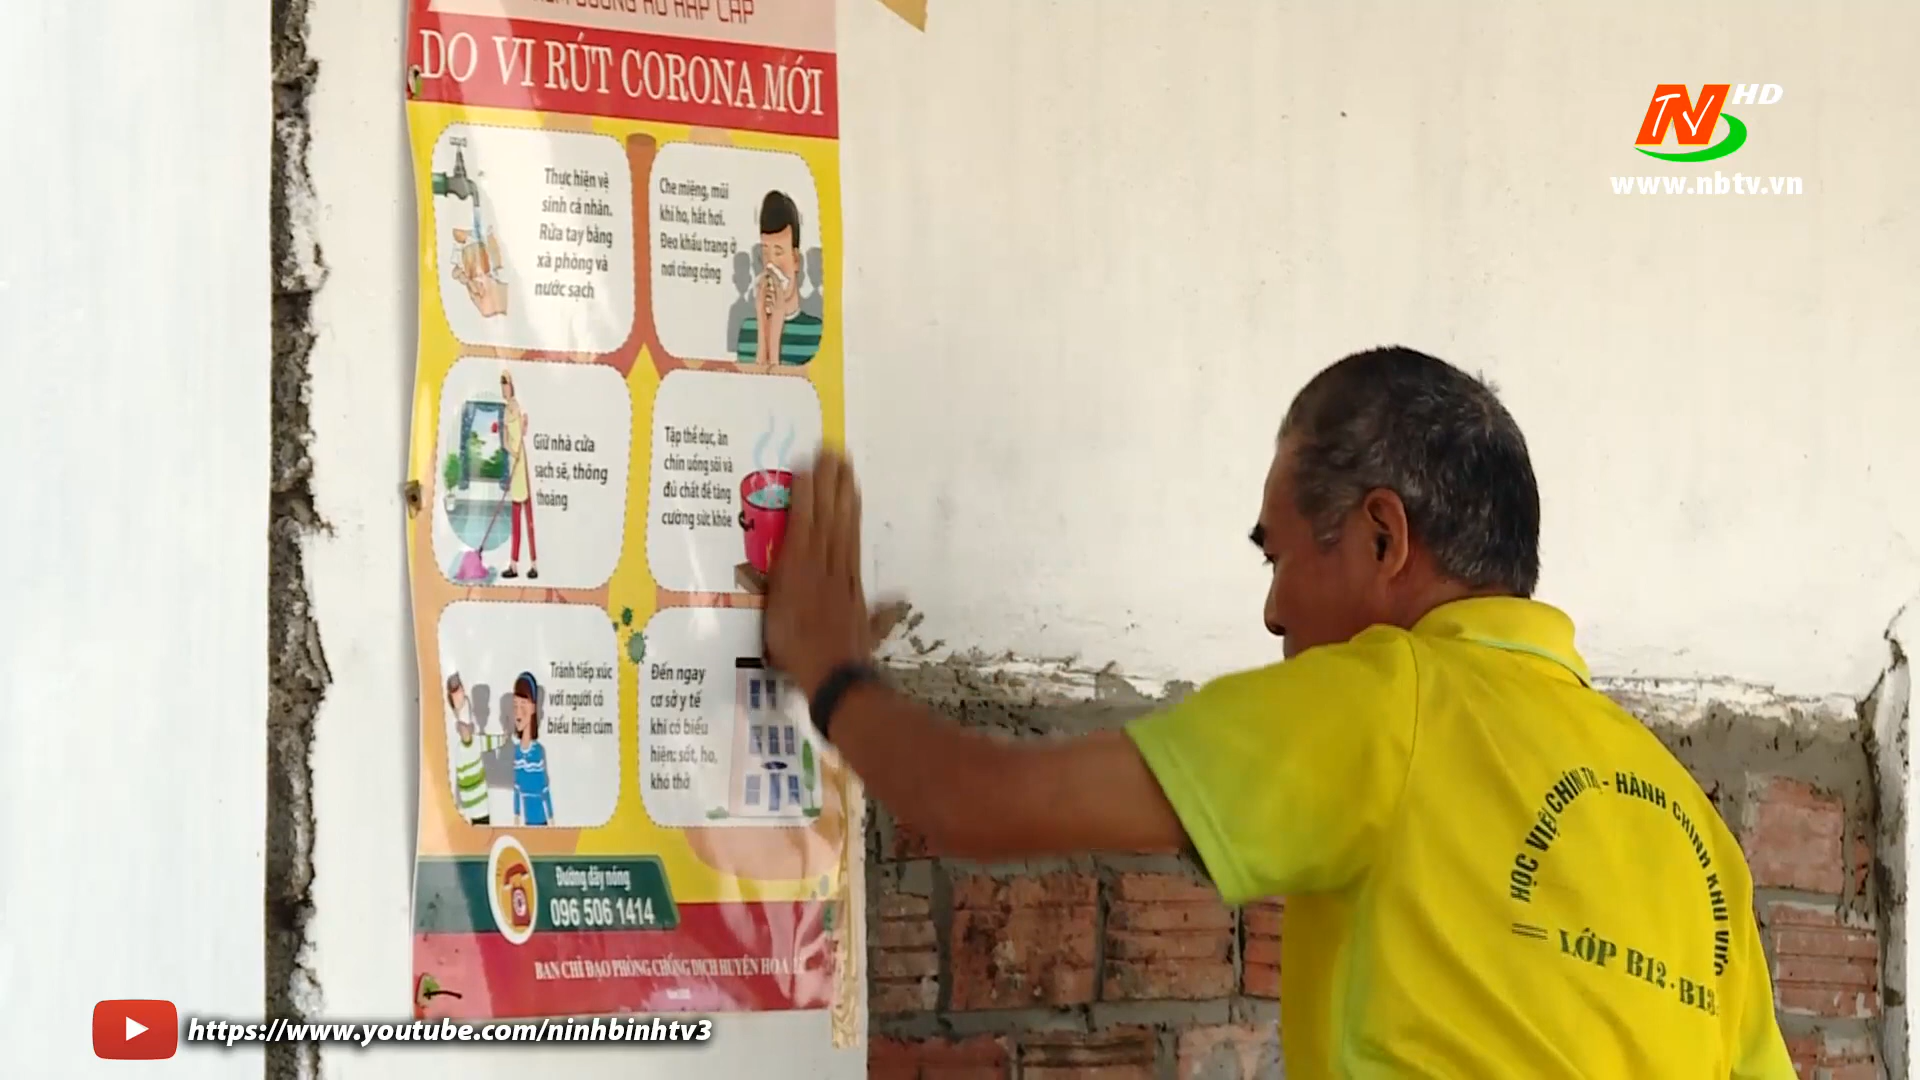 DO VI RÚT CORONA MỚI
Thực hiện vệ
sinh cá nhân.
Rửa tay bằng
xà phòng và
nước sạch
Che miệng, mũi
khi ho, hắt hơi.
Đeo khẩu trang ở
nơi công cộng
Giữ nhà cửa
sạch sẽ, thông
thoáng
Tập thể dục, ăn
chín uống sôi và
đủ chất để tăng
cường sức khỏe
Tránh tiếp xúc
với người có
biểu hiện cúm
Đến ngay
cơ sở y tế
khi có biểu
hiện: sốt, ho,
khó thở
Đường dây nóng
096 506 1414
BAN CHỈ ĐẠO PHÒNG CHỐNG DỊCH HUYỆN HOA
NTV HD
www.nbtv.vn
HỌC VIỆN CHÍNH TRỊ - HÀNH CHÍNH KHU VỰC
LỚP B12 - B13
https://www.youtube.com/ninhbinhtv3